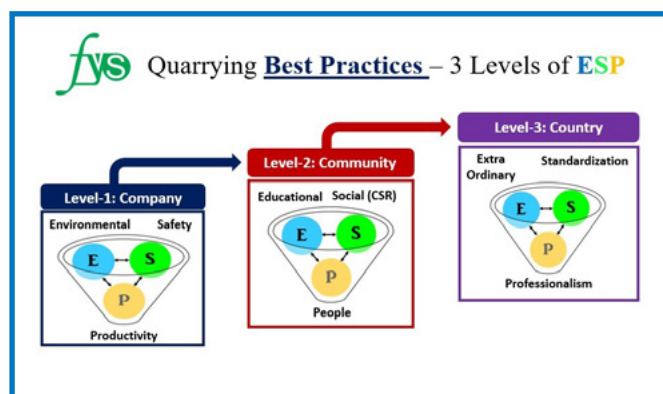 fys
Quarrying Best Practices – 3 Levels of ESP
Level-1: Company
Environmental Safety
E S
P
Productivity
Level-2: Community
Educational Social (CSR)
E S
P
People
Level-3: Country
Extra Ordinary Standardization
E S
P
Professionalism